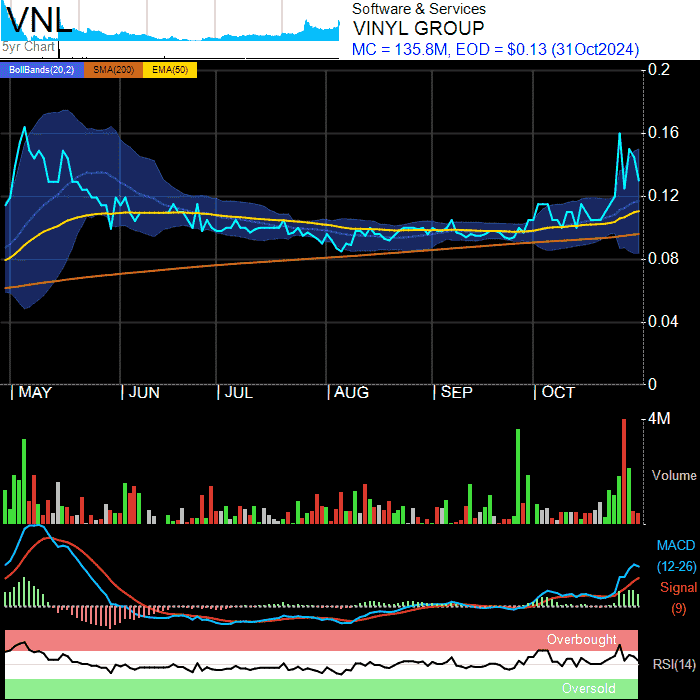 VNL
5yr Chart
Software & Services
VINYL GROUP
MC = 135.8M, EOD = $0.13 (31Oct2024)
BollBands(20,2) SMA(200) EMA(50)
0.2
0.16
0.12
0.08
0.04
0
MAY JUN JUL AUG SEP OCT
4M
Volume
MACD
(12-26)
Signal
(9)
Overbought
RSI(14)
Oversold